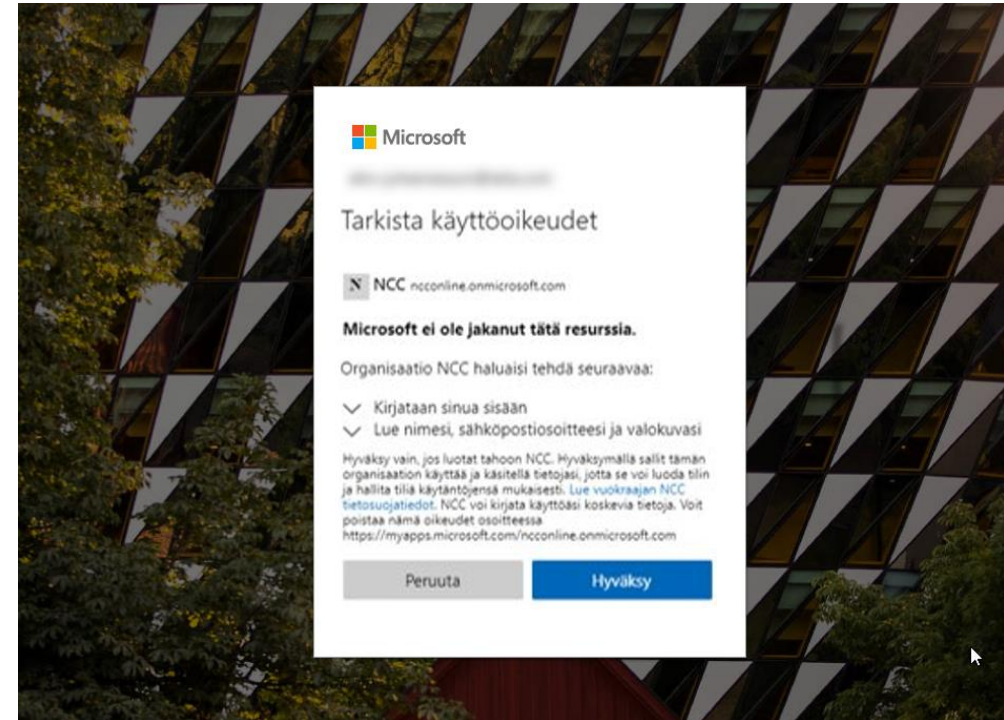 Microsoft
Tarkista käyttöoikeudet
N NCC ncconline.onmicrosoft.com
Microsoft ei ole jakanut tätä resurssia.
Organisaatio NCC haluaisi tehdä seuraavaa:
Kirjataan sinua sisään
Lue nimesi, sähköpostiosoitteesi ja valokuvasi
Hyväksy vain, jos luotat tahoon NCC. Hyväksymällä sallit tämän
organisaation käyttää ja käsitellä tietojasi, jotta se voi luoda tilin
ja hallita tiliä käytäntöjensä mukaisesti. Lue vuokraajan NCC
tietosuojatiedot. NCC voi kirjata käyttöäsi koskevia tietoja. Voit
poistaa nämä oikeudet osoitteessa
https://myapps.microsoft.com/ncconline.onmicrosoft.com
Peruuta Hyväksy